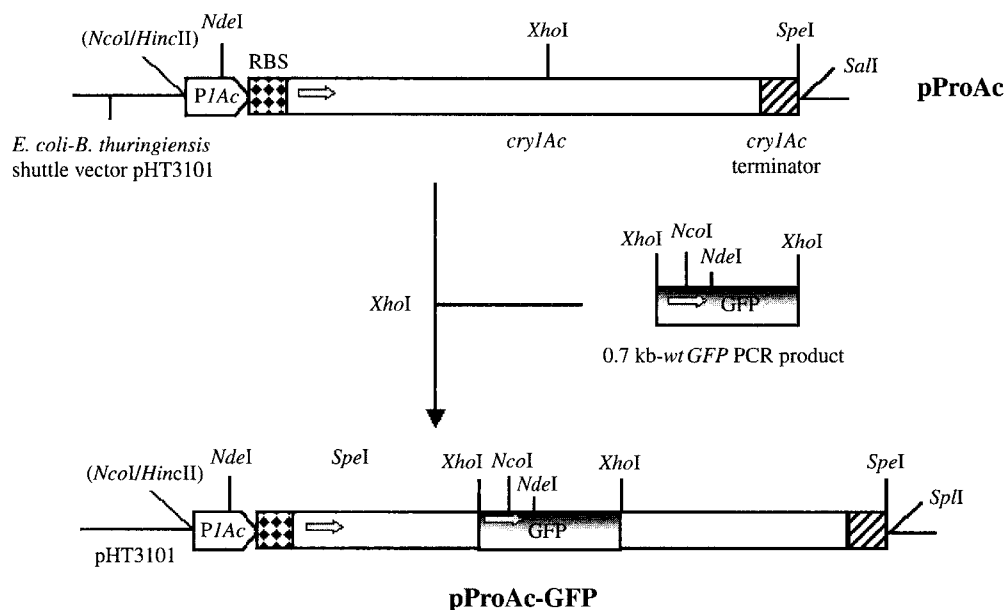 (NcoI/HincII)
NdeI
RBS
XhoI
SpeI
SalI
P1Ac
pProAc
E. coli-B. thuringiensis
shuttle vector pHT3101
cry1Ac
cry1Ac
terminator
XhoI
NcoI
XhoI
NdeI
GFP
XhoI
0.7 kb-wt GFP PCR product
(NcoI/HincII)
NdeI
SpeI
XhoI
NcoI
NdeI
XhoI
SpeI
SplI
P1Ac
GFP
pHT3101
pProAc-GFP